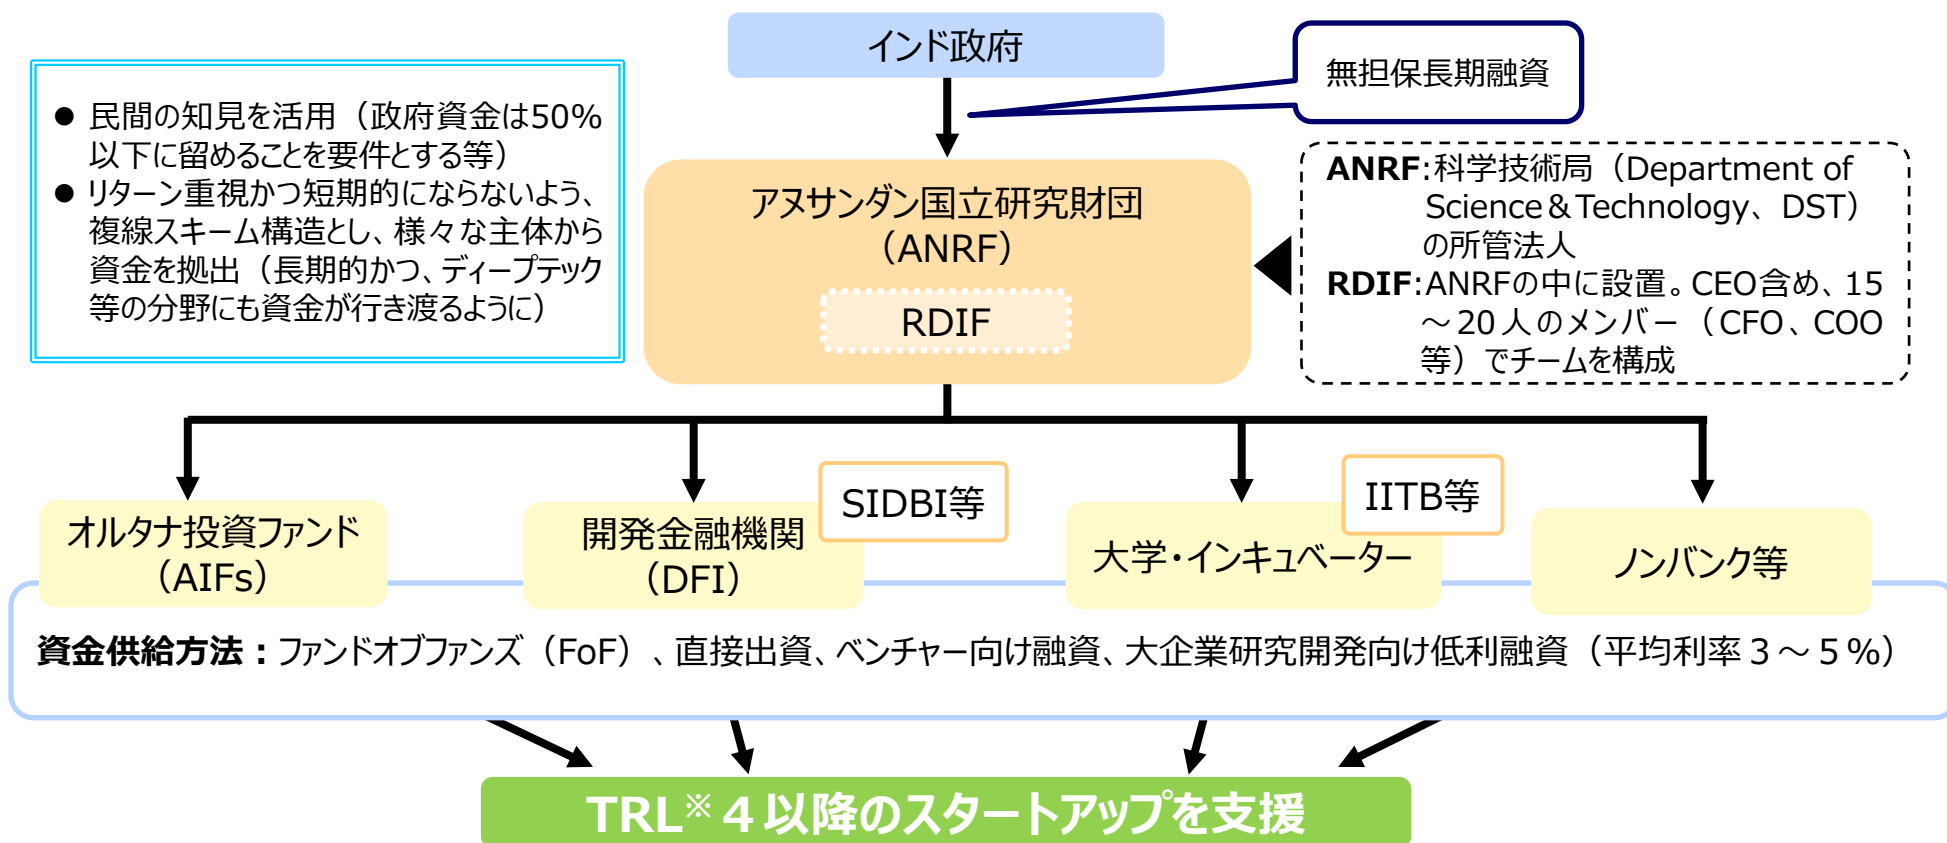 インド政府
無担保長期融資
● 民間の知見を活用（政府資金は50%
以下に留めることを要件とする等）
● リターン重視かつ短期的にならないよう、
複線スキーム構造とし、様々な主体から
資金を拠出（長期的かつ、ディープテック
等の分野にも資金が行き渡るように）
アヌサンダン国立研究財団
（ANRF）
RDIF
ANRF:科学技術局（Department of
Science＆Technology、DST）
の所管法人
RDIF:ANRFの中に設置。CEO含め、15
～20人のメンバー（CFO、COO
等）でチームを構成
オルタナ投資ファンド
（AIFs）
開発金融機関
（DFI）
SIDBI等
大学・インキュベーター
IITB等
ノンバンク等
資金供給方法：ファンドオブファンズ（FoF）、直接出資、ベンチャー向け融資、大企業研究開発向け低利融資（平均利率３～５%）
TRL※４以降のスタートアップを支援